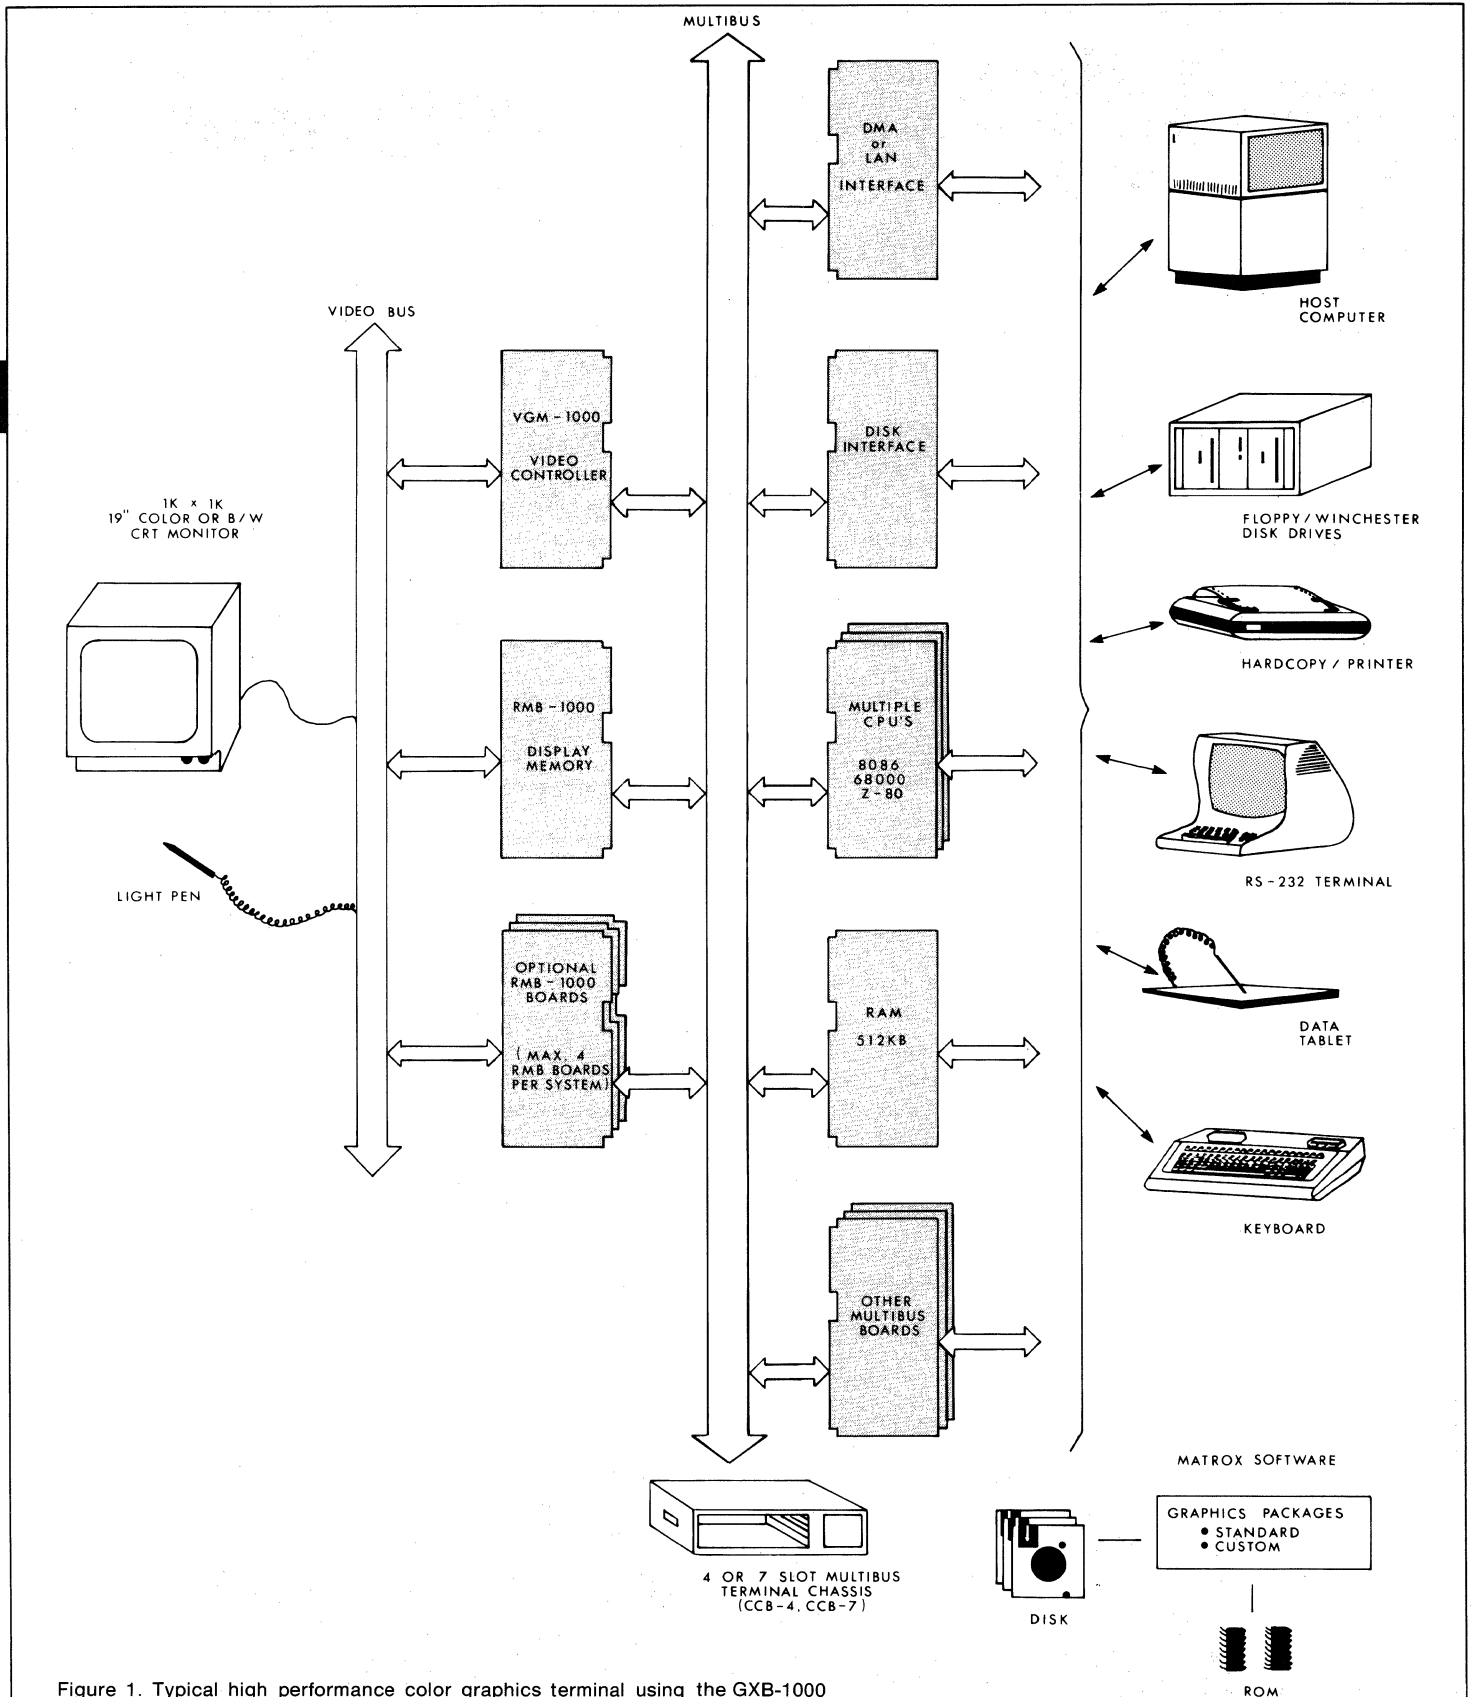 MULTIBUS
DMA
or
LAN
INTERFACE
HOST
COMPUTER
VIDEO BUS
VGM-1000
VIDEO
CONTROLLER
DISK
INTERFACE
FLOPPY/WINCHESTER
DISK DRIVES
1K x 1K
19" COLOR OR B/W
CRT MONITOR
HARDCOPY/PRINTER
RMB-1000
DISPLAY
MEMORY
MULTIPLE
CPU'S
8086
68000
Z-80
RS-232 TERMINAL
LIGHT PEN
OPTIONAL
RMB-1000
BOARDS
(MAX. 4
RMB BOARDS
PER SYSTEM)
RAM
512KB
DATA
TABLET
KEYBOARD
OTHER
MULTIBUS
BOARDS
4 OR 7 SLOT MULTIBUS
TERMINAL CHASSIS
(CCB-4, CCB-7)
MATROX SOFTWARE
GRAPHICS PACKAGES
• STANDARD
• CUSTOM
DISK
ROM
Figure 1. Typical high performance color graphics terminal using the GXB-1000